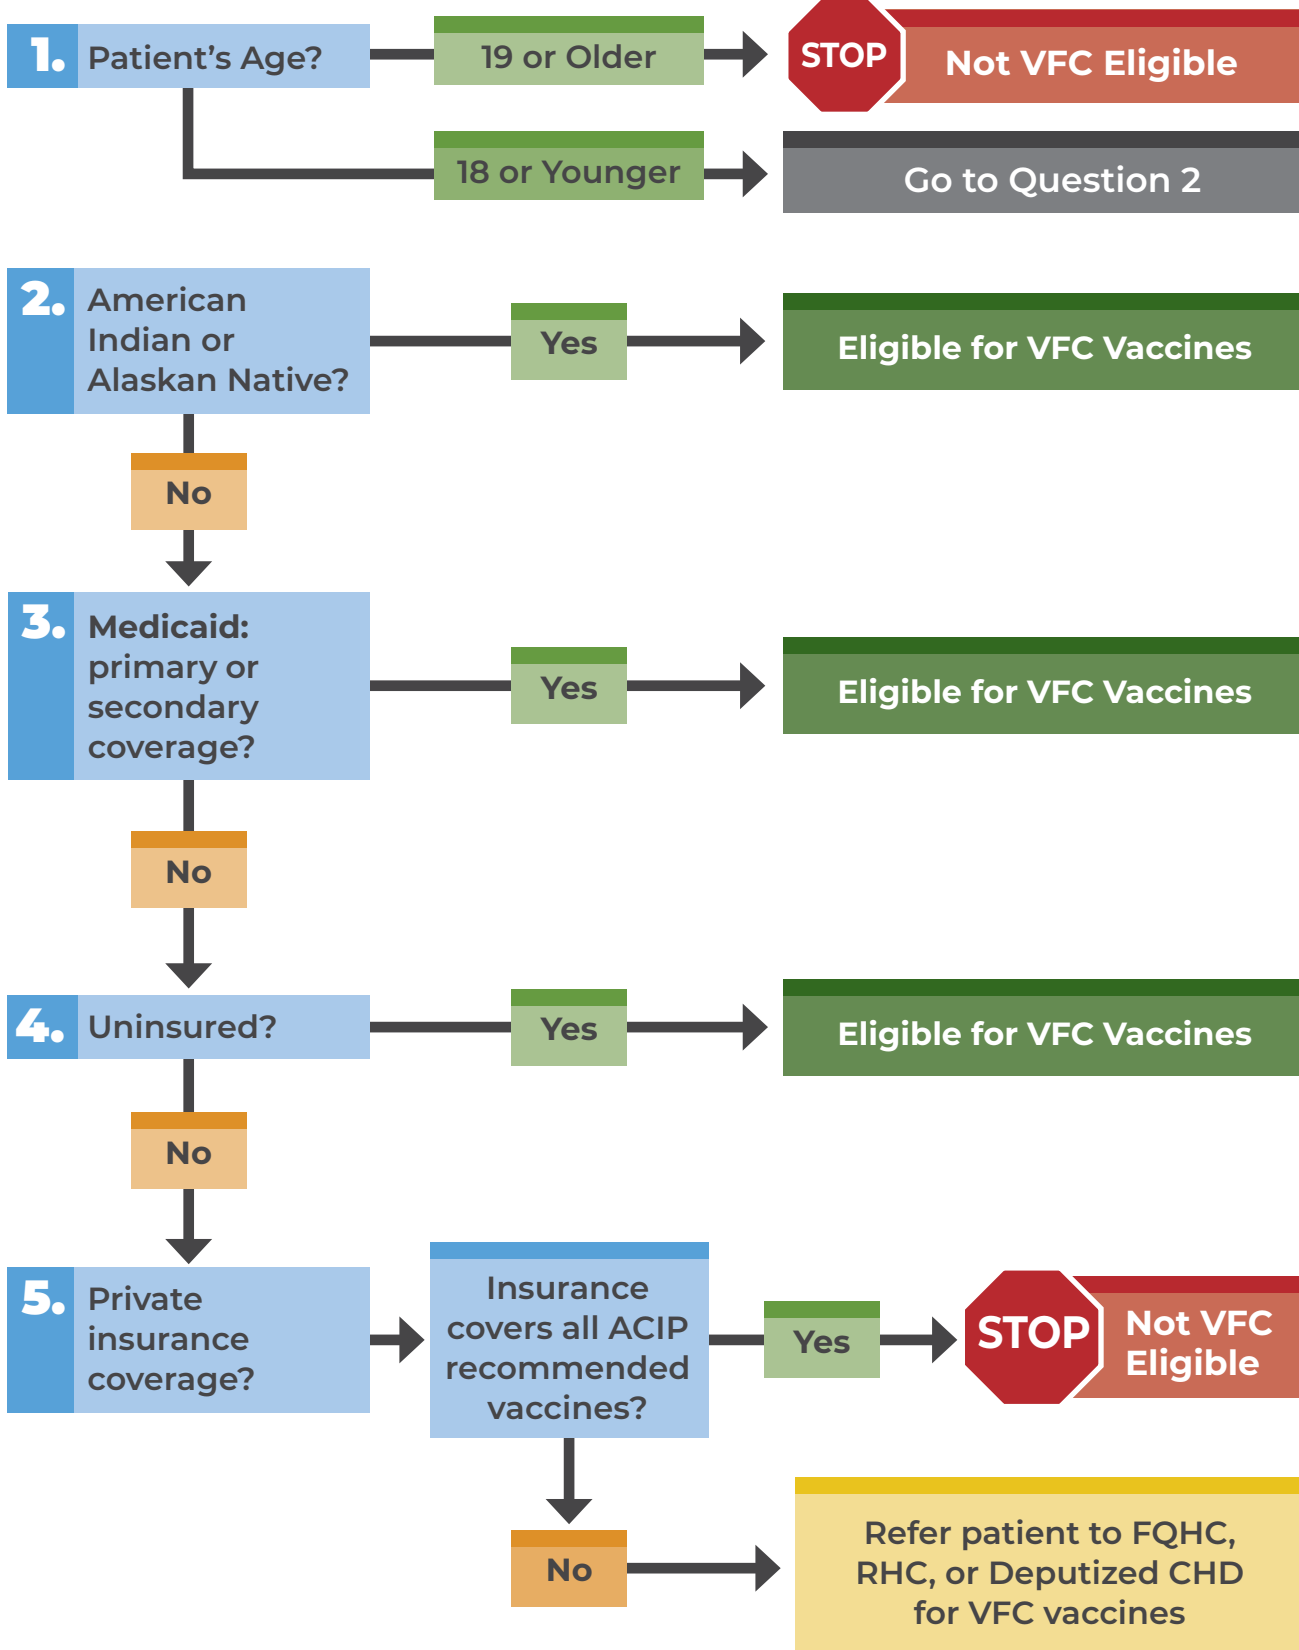 1. Patient's Age?
19 or Older
STOP
Not VFC Eligible
18 or Younger
Go to Question 2
2. American
Indian or
Alaskan Native?
Yes
Eligible for VFC Vaccines
No
3. Medicaid:
primary or
secondary
coverage?
Yes
Eligible for VFC Vaccines
No
4. Uninsured?
Yes
Eligible for VFC Vaccines
No
5. Private
insurance
coverage?
Insurance
covers all ACIP
recommended
vaccines?
Yes
STOP
Not VFC
Eligible
No
Refer patient to FQHC,
RHC, or Deputized CHD
for VFC vaccines